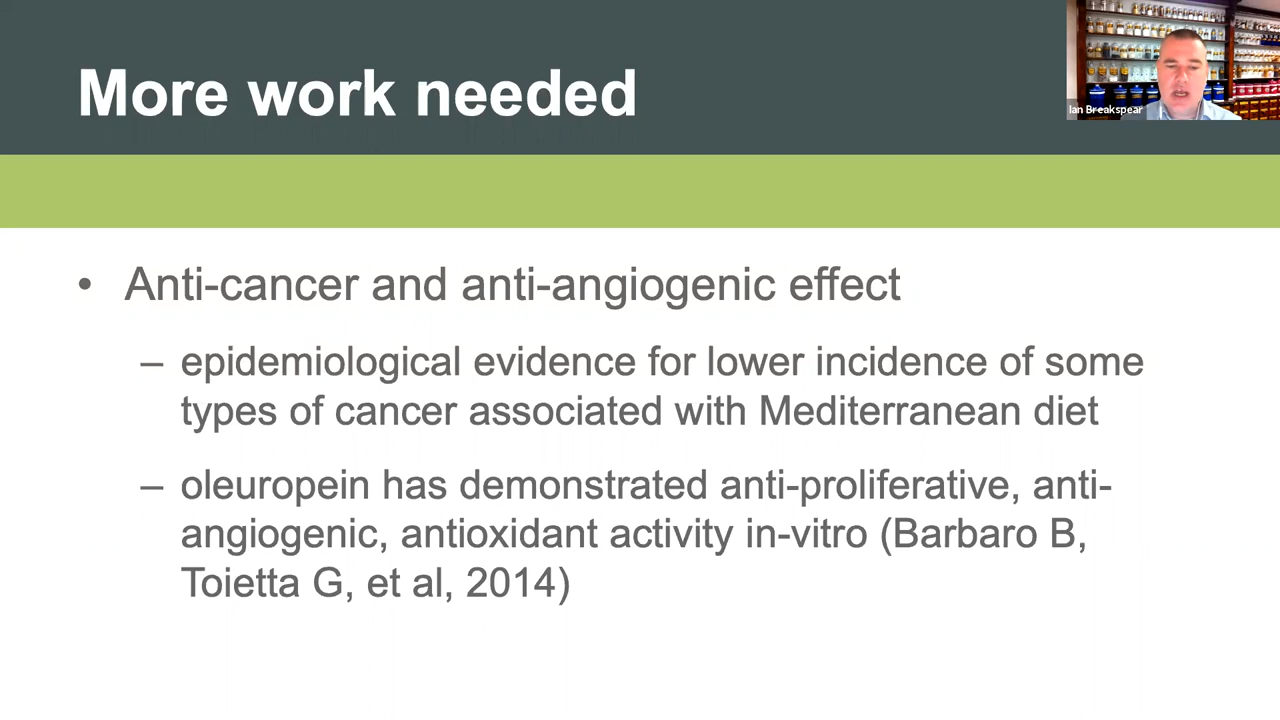 More work needed
Ian Breakspear
• Anti-cancer and anti-angiogenic effect
– epidemiological evidence for lower incidence of some
types of cancer associated with Mediterranean diet
– oleuropein has demonstrated anti-proliferative, anti-
angiogenic, antioxidant activity in-vitro (Barbaro B,
Toietta G, et al, 2014)